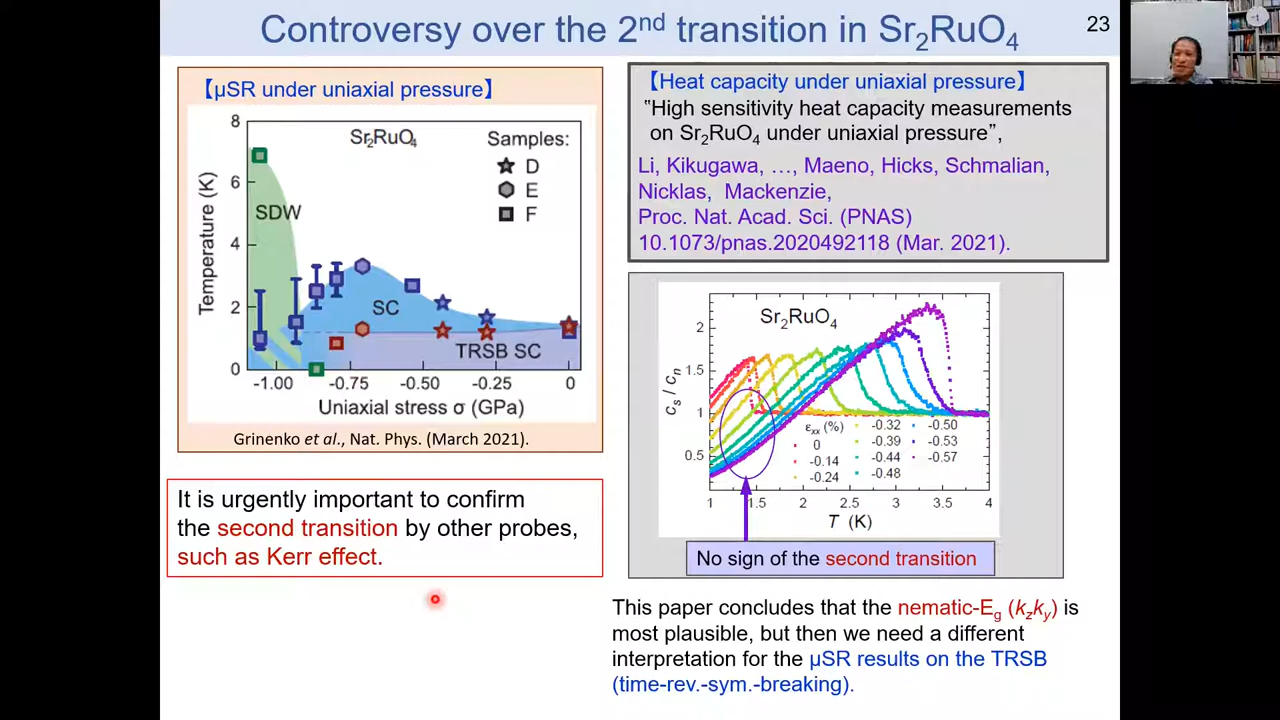 Controversy over the 2nd transition in Sr2RuO4
23
【μSR under uniaxial pressure】
8
6
4
2
0
Temperature (K)
Sr2RuO4
Samples:
D
E
F
SDW
SC
TRSB SC
-1.00
-0.75
-0.50
-0.25
0
Uniaxial stress σ (GPa)
Grinenko et al., Nat. Phys. (March 2021).
It is urgently important to confirm
the second transition by other probes,
such as Kerr effect.
【Heat capacity under uniaxial pressure】
"High sensitivity heat capacity measurements
on Sr2RuO4 under uniaxial pressure",
Li, Kikugawa, …, Maeno, Hicks, Schmalian,
Nicklas, Mackenzie,
Proc. Nat. Acad. Sci. (PNAS)
10.1073/pnas.2020492118 (Mar. 2021).
Sr2RuO4
2
1.5
1
0.5
cs / cn
εxx (%)
0
-0.14
-0.24
-0.32
-0.39
-0.44
-0.48
-0.50
-0.53
-0.57
1
1.5
2
2.5
3
3.5
4
T (K)
No sign of the second transition
This paper concludes that the nematic-Eg (kzky) is
most plausible, but then we need a different
interpretation for the μSR results on the TRSB
(time-rev.-sym.-breaking).